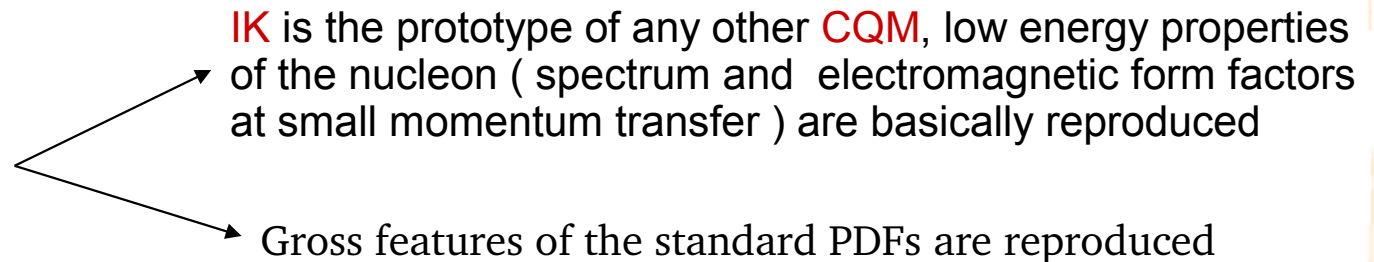 IK is the prototype of any other CQM, low energy properties
of the nucleon ( spectrum and electromagnetic form factors
at small momentum transfer ) are basically reproduced
Gross features of the standard PDFs are reproduced